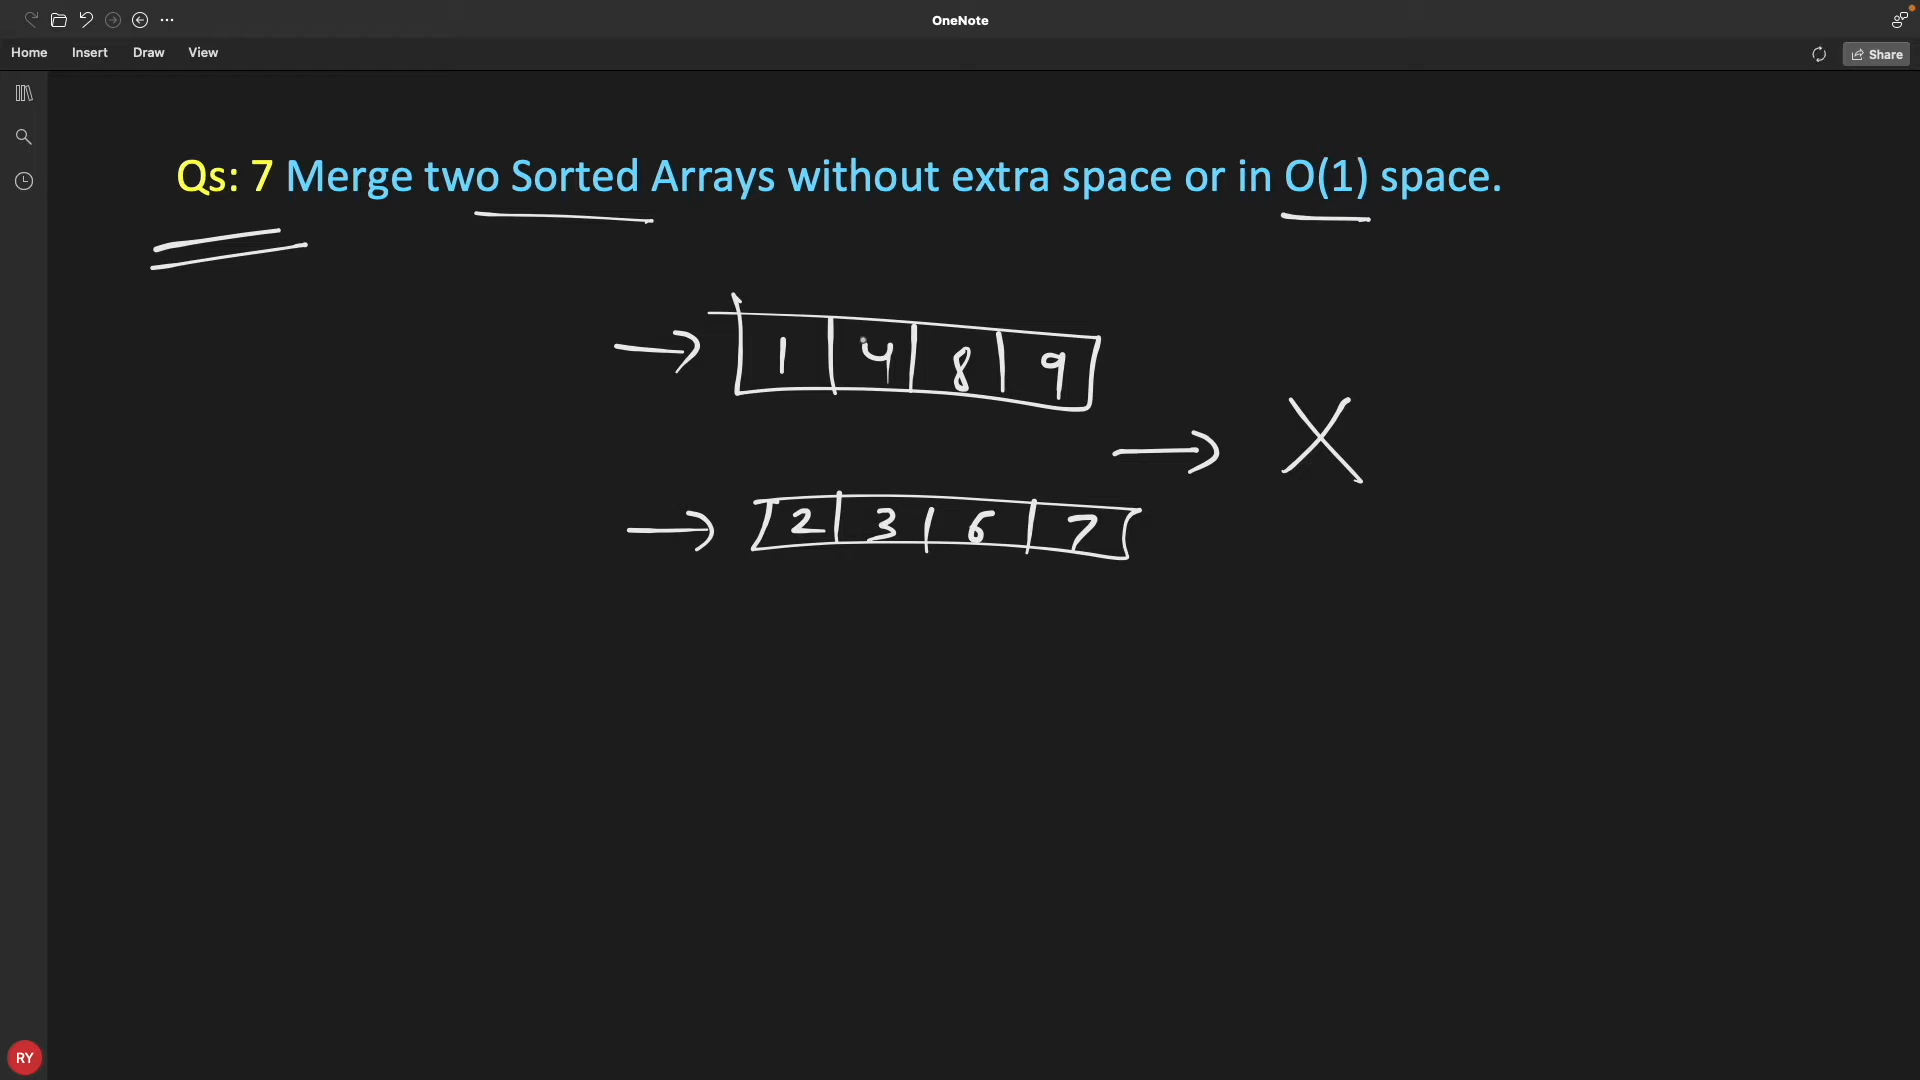 OneNote
Home Insert Draw View
Share
Qs: 7 Merge two Sorted Arrays without extra space or in O(1) space.
1 4 8 9
X
2 3 6 7
RY